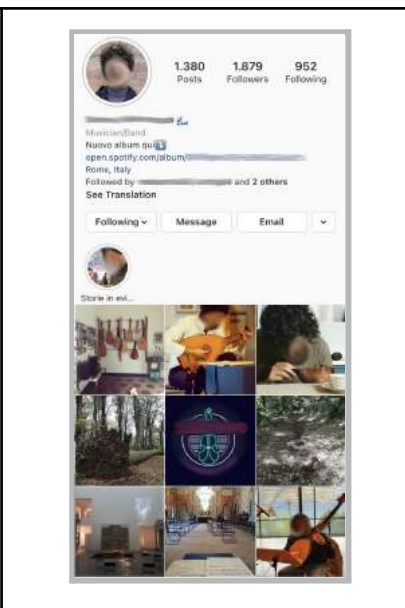 1.380 1.879 952
Posts Followers Following
Musician/Band
Nuovo album qui⤵️
open.spotify.com/album/
Rome, Italy
Followed by and 2 others
See Translation
Following Message Email
Storie in evi...